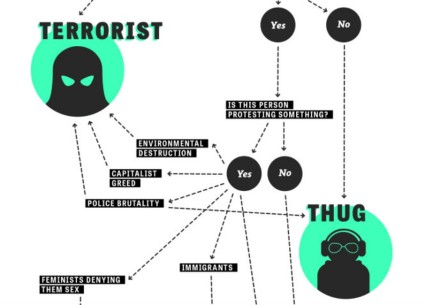 TERRORIST
Yes
No
IS THIS PERSON
PROTESTING SOMETHING?
ENVIRONMENTAL
DESTRUCTION
CAPITALIST
GREED
Yes
No
POLICE BRUTALITY
THUG
IMMIGRANTS
FEMINISTS DENYING
THEM SEX